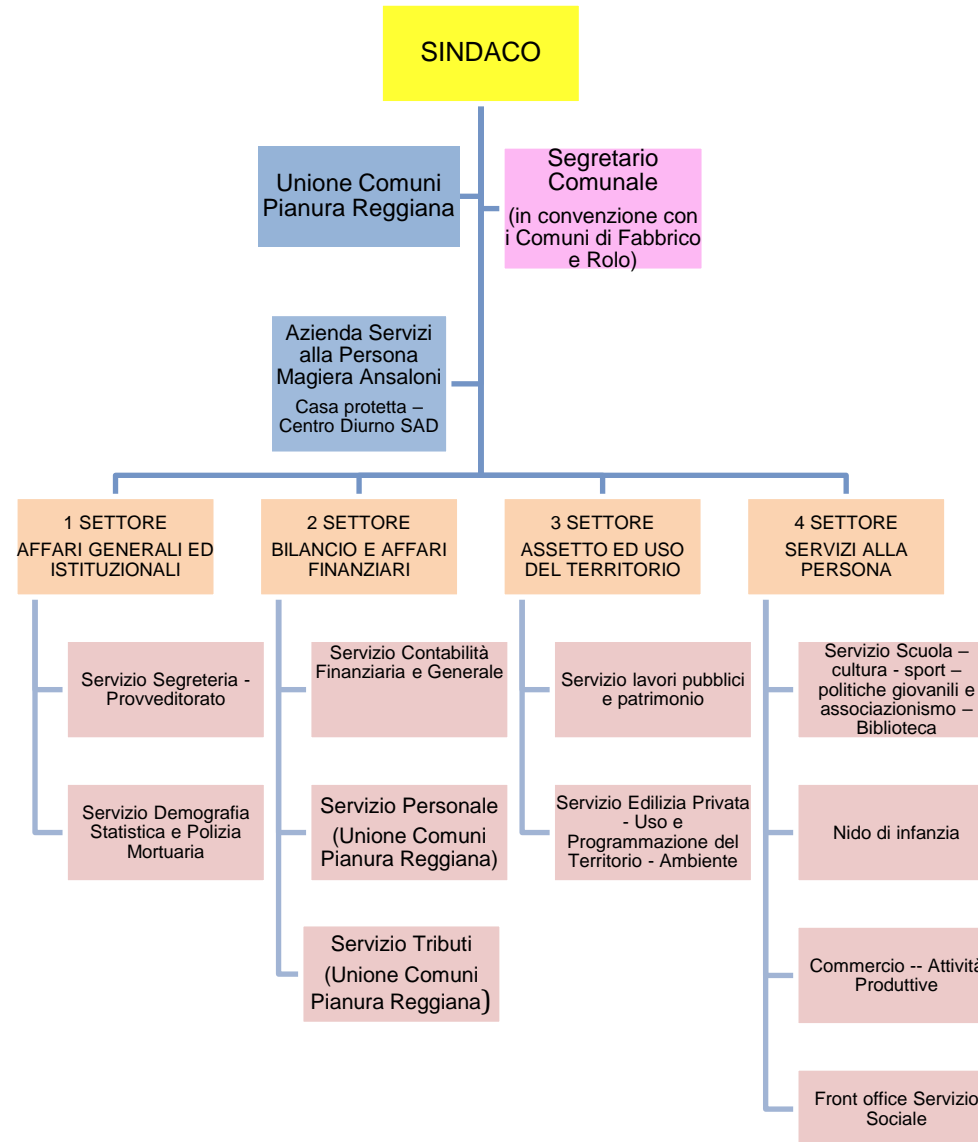 SINDACO
Unione Comuni
Pianura Reggiana
Segretario
Comunale
(in convenzione con
i Comuni di Fabbrico
e Rolo)
Azienda Servizi
alla Persona
Magiera Ansaloni
Casa protetta –
Centro Diurno SAD
1 SETTORE
AFFARI GENERALI ED
ISTITUZIONALI
2 SETTORE
BILANCIO E AFFARI
FINANZIARI
3 SETTORE
ASSETTO ED USO
DEL TERRITORIO
4 SETTORE
SERVIZI ALLA
PERSONA
Servizio Segreteria -
Provveditorato
Servizio Demografia
Statistica e Polizia
Mortuaria
Servizio Contabilità
Finanziaria e Generale
Servizio Personale
(Unione Comuni
Pianura Reggiana)
Servizio Tributi
(Unione Comuni
Pianura Reggiana)
Servizio lavori pubblici
e patrimonio
Servizio Edilizia Privata
- Uso e
Programmazione del
Territorio - Ambiente
Servizio Scuola –
cultura - sport –
politiche giovanili e
associazionismo –
Biblioteca
Nido di infanzia
Commercio -- Attività
Produttive
Front office Servizio
Sociale